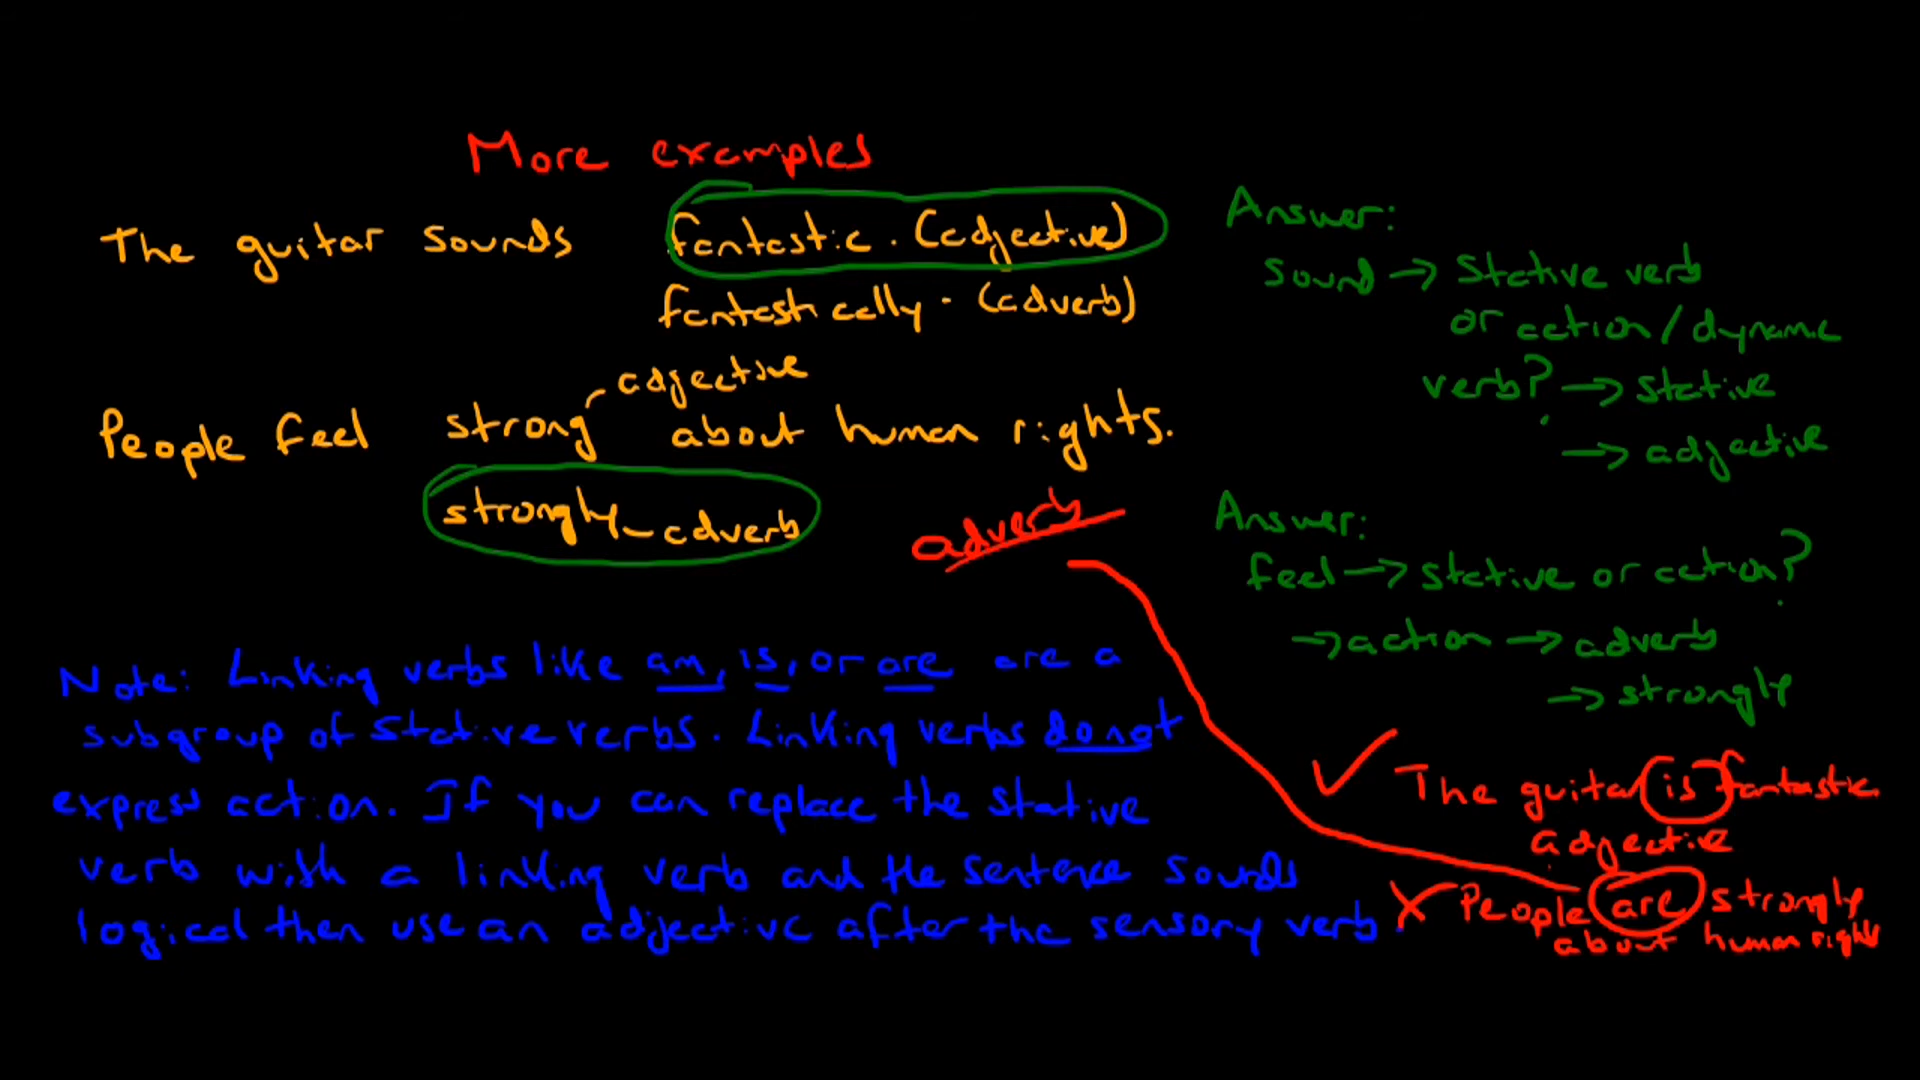 More examples
The guitar sounds fantastic. (adjective)
fantastically. (adverb)
adjective
People feel strong about human rights.
strongly - adverb
adverb
Note: Linking verbs like am, is, or are are a
subgroup of stative verbs. Linking verbs do not
express action. If you can replace the stative
verb with a linking verb and the sentence sounds
logical then use an adjective after the sensory verb.
Answer:
sound → stative verb
or action / dynamic
verb? → stative
→ adjective
Answer:
feel → stative or action?
→ action → adverb
→ strongly
✓ The guitar is fantastic.
adjective
X People are strongly
about human rights